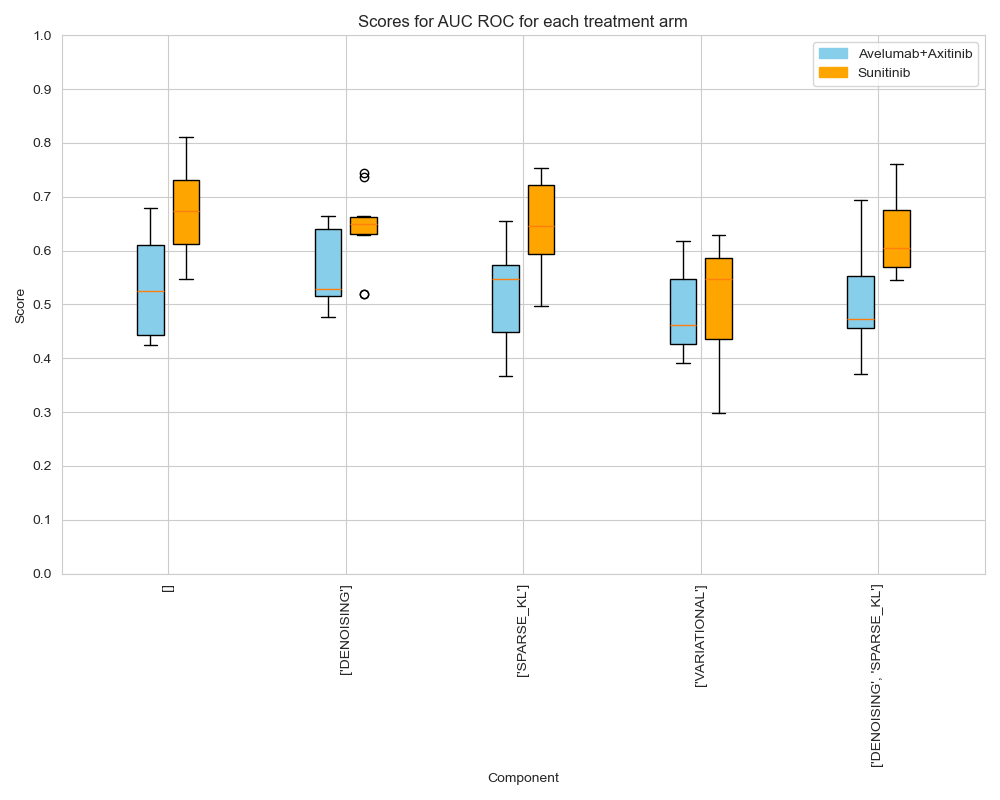 Scores for AUC ROC for each treatment arm
1.0
0.9
0.8
0.7
0.6
0.5
0.4
0.3
0.2
0.1
0.0
Score
Avelumab+Axitinib
Sunitinib
[]
['DENOISING']
['SPARSE_KL']
['VARIATIONAL']
['DENOISING', 'SPARSE_KL']
Component